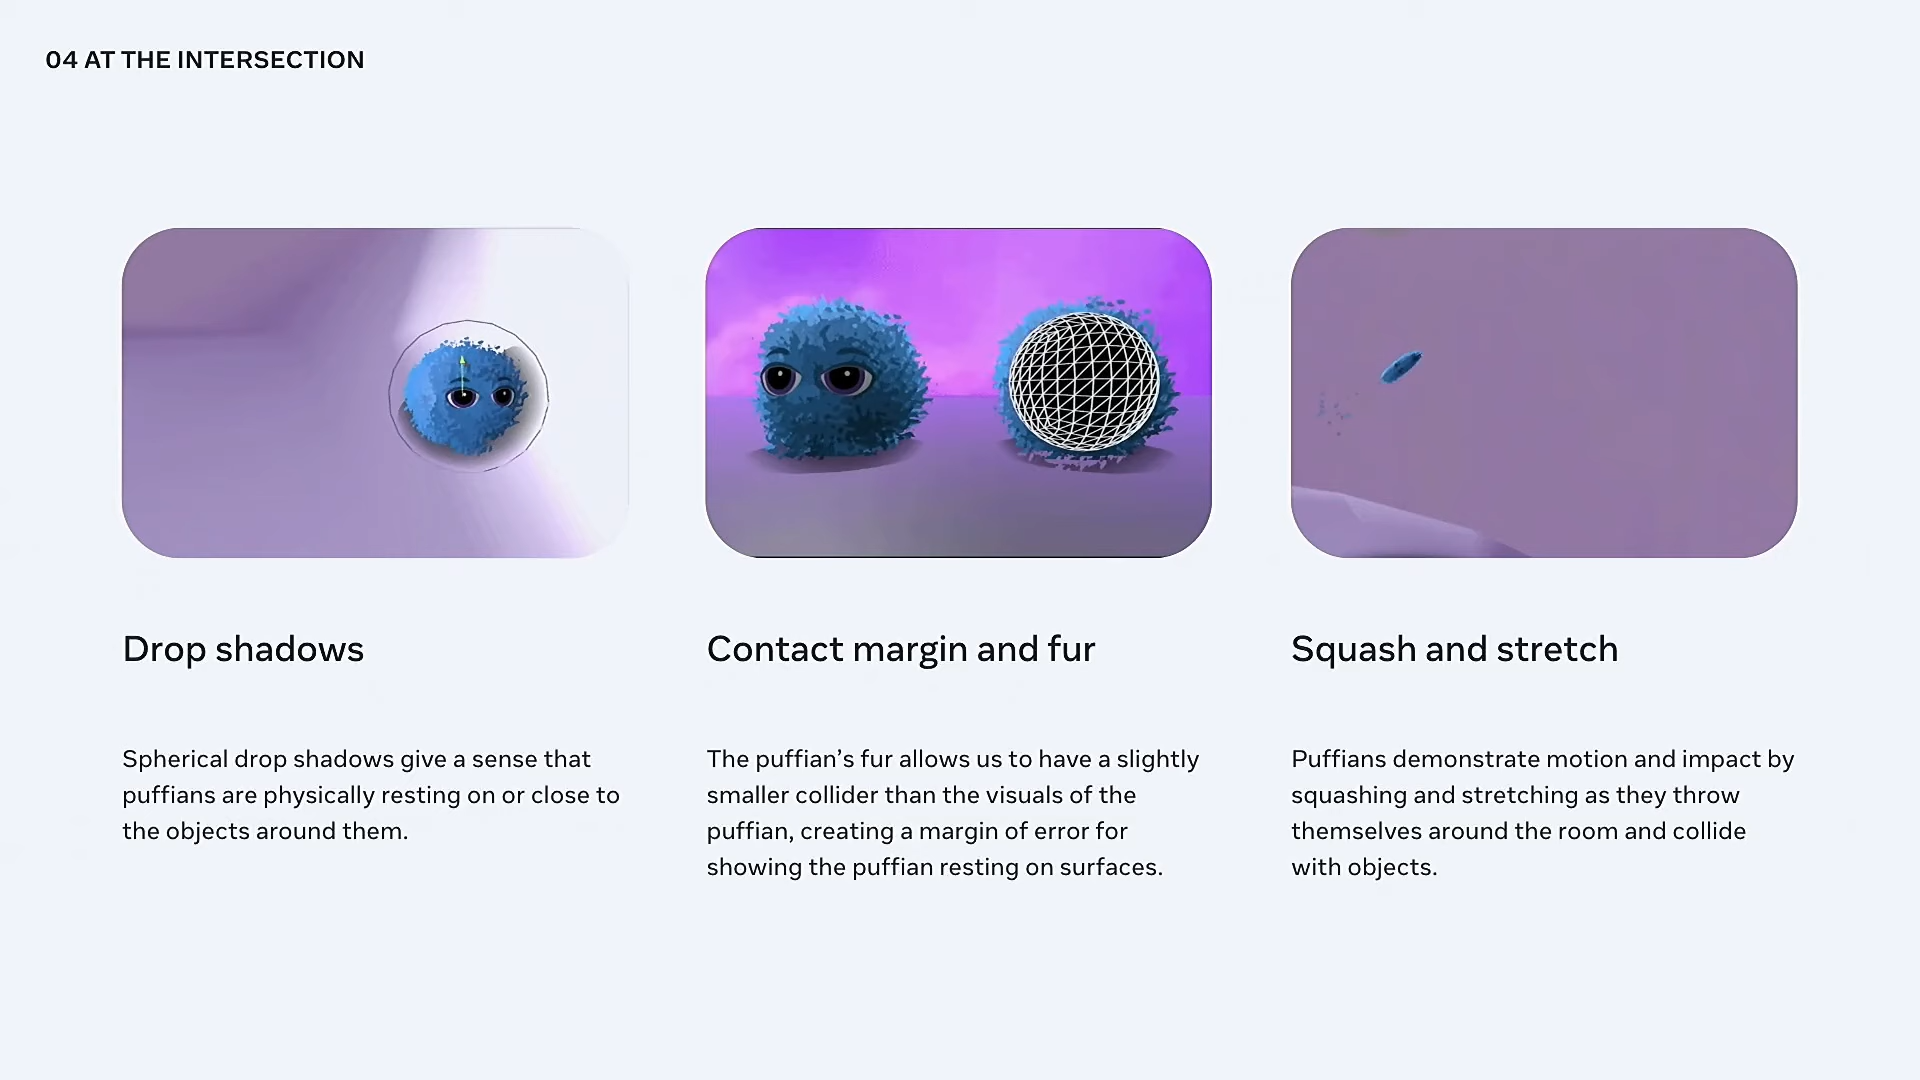 04 AT THE INTERSECTION
Drop shadows
Spherical drop shadows give a sense that
puffians are physically resting on or close to
the objects around them.
Contact margin and fur
The puffian’s fur allows us to have a slightly
smaller collider than the visuals of the
puffian, creating a margin of error for
showing the puffian resting on surfaces.
Squash and stretch
Puffians demonstrate motion and impact by
squashing and stretching as they throw
themselves around the room and collide
with objects.